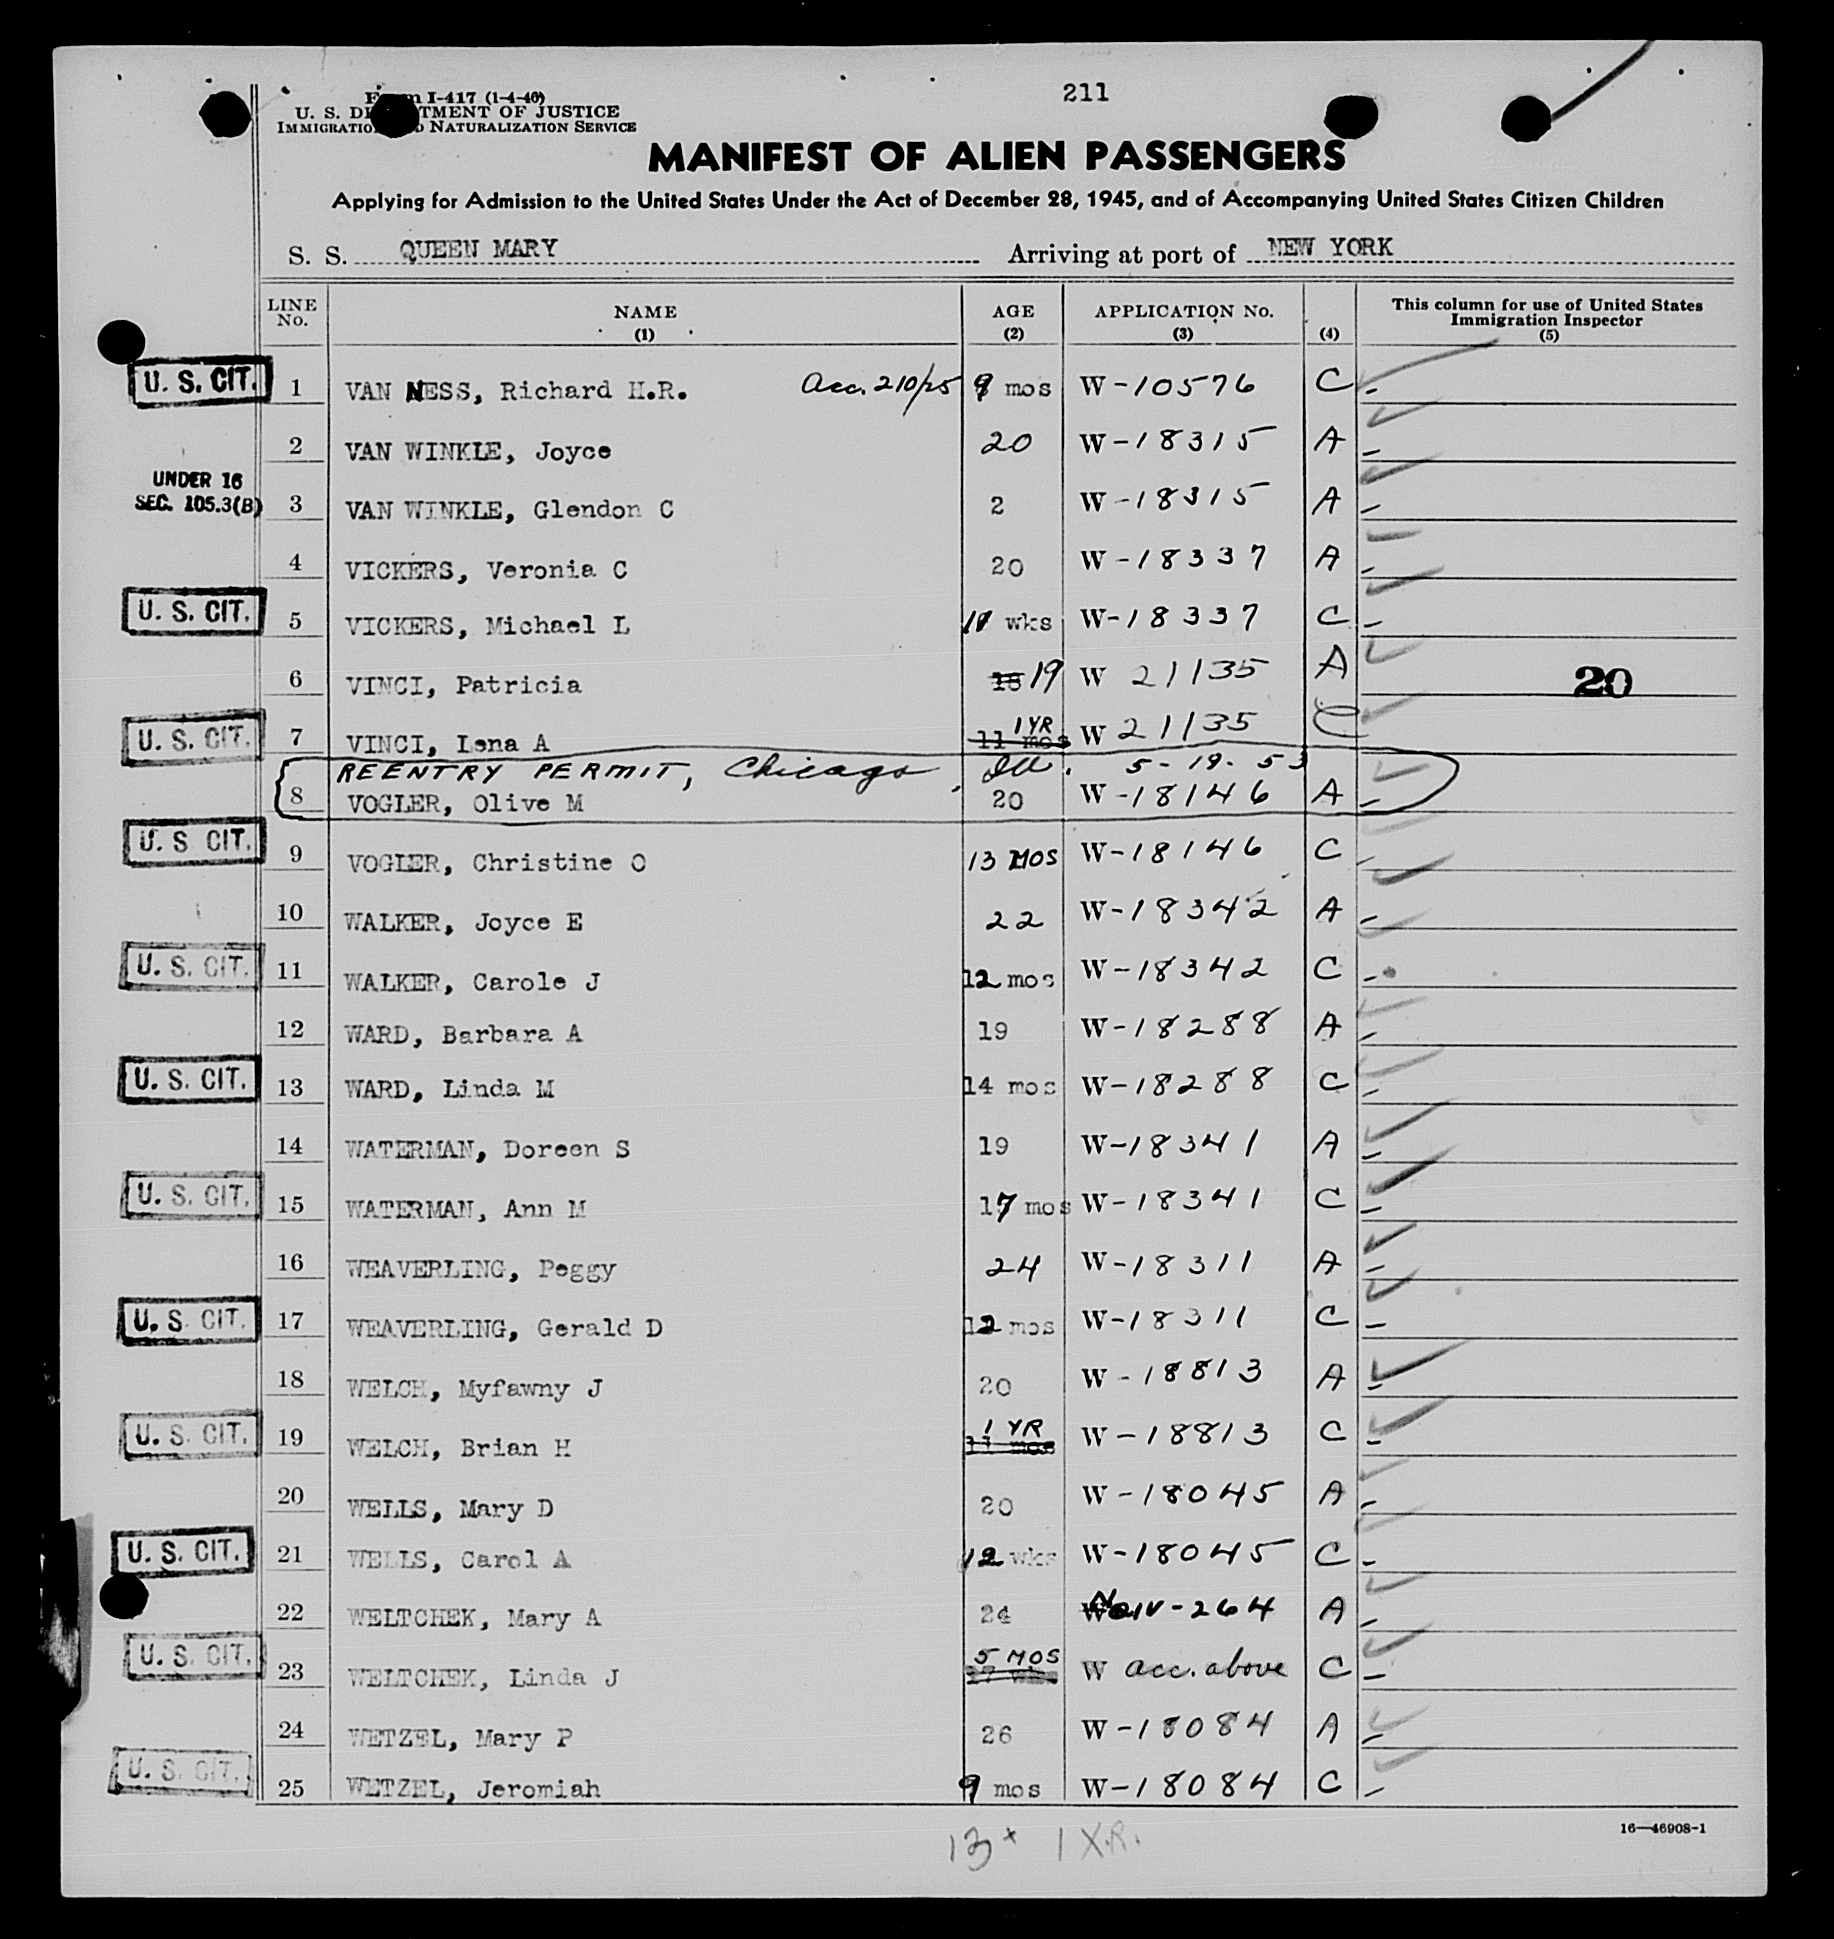 211
Form I-417 (1-4-46)
U. S. DEPARTMENT OF JUSTICE
IMMIGRATION AND NATURALIZATION SERVICE
MANIFEST OF ALIEN PASSENGERS
Applying for Admission to the United States Under the Act of December 28, 1945, and of Accompanying United States Citizen Children
S. S. QUEEN MARY Arriving at port of NEW YORK
LINE No. NAME (1) AGE (2) APPLICATION No. (3) (4) This column for use of United States Immigration Inspector (5)
U. S. CIT. 1 VAN NESS, Richard H.R. Acc. 210/25 9 mos W-10576 C
2 VAN WINKLE, Joyce 20 W-18315 A
UNDER 16
SEC. 105.3(B) 3 VAN WINKLE, Glendon C 2 W-18315 A
4 VICKERS, Veronia C 20 W-18337 A
U. S. CIT. 5 VICKERS, Michael L wks W-18337 C
6 VINCI, Patricia 18 19 W 21135 A 20
U. S. CIT. 7 VINCI, Lena A 11 mos 1 YR W 21135 C
REENTRY PERMIT, Chicago, Ill. 5-19-53
8 VOGLER, Olive M 20 W-18146 A
U. S. CIT. 9 VOGLER, Christine O 13 MOS W-18146 C
10 WALKER, Joyce E 22 W-18342 A
U. S. CIT. 11 WALKER, Carole J 12 mos W-18342 C
12 WARD, Barbara A 19 W-18288 A
U. S. CIT. 13 WARD, Linda M 14 mos W-18288 C
14 WATERMAN, Doreen S 19 W-18341 A
U. S. CIT. 15 WATERMAN, Ann M 17 mos W-18341 C
16 WEAVERLING, Peggy 24 W-18311 A
U. S. CIT. 17 WEAVERLING, Gerald D 12 mos W-18311 C
18 WELCH, Myfawny J 20 W-18813 A
U. S. CIT. 19 WELCH, Brian H 11 mos 1 YR W-18813 C
20 WELLS, Mary D 20 W-18045 A
U. S. CIT. 21 WELLS, Carol A 12 wks W-18045 C
22 WELTCHEK, Mary A 24 -264 A
U. S. CIT. 23 WELTCHEK, Linda J 17 wks 5 MOS W acc. above C
24 WETZEL, Mary P 26 W-18084 A
U. S. CIT. 25 WETZEL, Jeromiah 9 mos W-18084 C
16—46908-1
13 x 1 X.R.